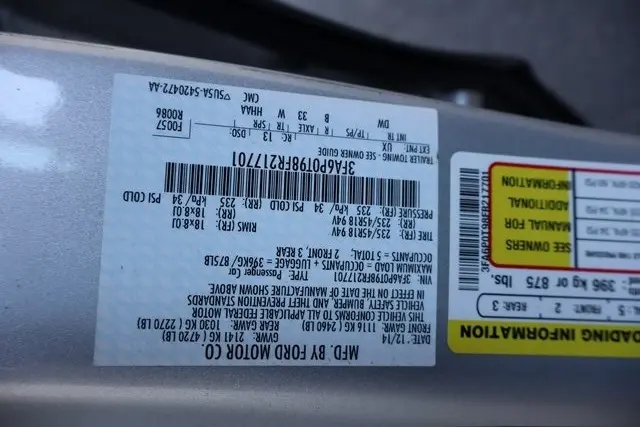 MFD. BY FORD MOTOR CO.
DATE: 12/14 GVWR: 2141 KG ( 4720 LB)
FRONT GAWR: 1116 KG ( 2460 LB) REAR GAWR: 1030 KG ( 2270 LB)
THIS VEHICLE CONFORMS TO ALL APPLICABLE FEDERAL MOTOR
VEHICLE SAFETY, BUMPER, AND THEFT PREVENTION STANDARDS
IN EFFECT ON THE DATE OF MANUFACTURE SHOWN ABOVE.
VIN: 3FA6P0T98FR217701 TYPE: Passenger Car
MAXIMUM LOAD = OCCUPANTS + LUGGAGE = 396KG / 875LB
OCCUPANTS: 5 TOTAL: 2 FRONT, 3 REAR
TIRE (FR): 235/45R18 94V RIMS (FR): 18x8.0J
(RR): 235/45R18 94V (RR): 18x8.0J
PRESSURE (FR): 235 kPa/ 34 PSI COLD (RR): 235 kPa/ 34 PSI COLD
3FA6P0T98FR217701
TRAILER TOWING- SEE OWNER GUIDE
EXT PNT: UX RC: 13 DSO: F0057
INT TR TP/PS R AXLE TR SPR R0086
DW B 33 W HHAA
CMC
▽5USA-5420472-AA
LOADING INFORMATION
AL: 5 FRONT: 2 REAR: 3
396 kg or 875 lbs.
SEE OWNERS
MANUAL FOR
ADDITIONAL
INFORMATION
3FA6P0T98FR217701